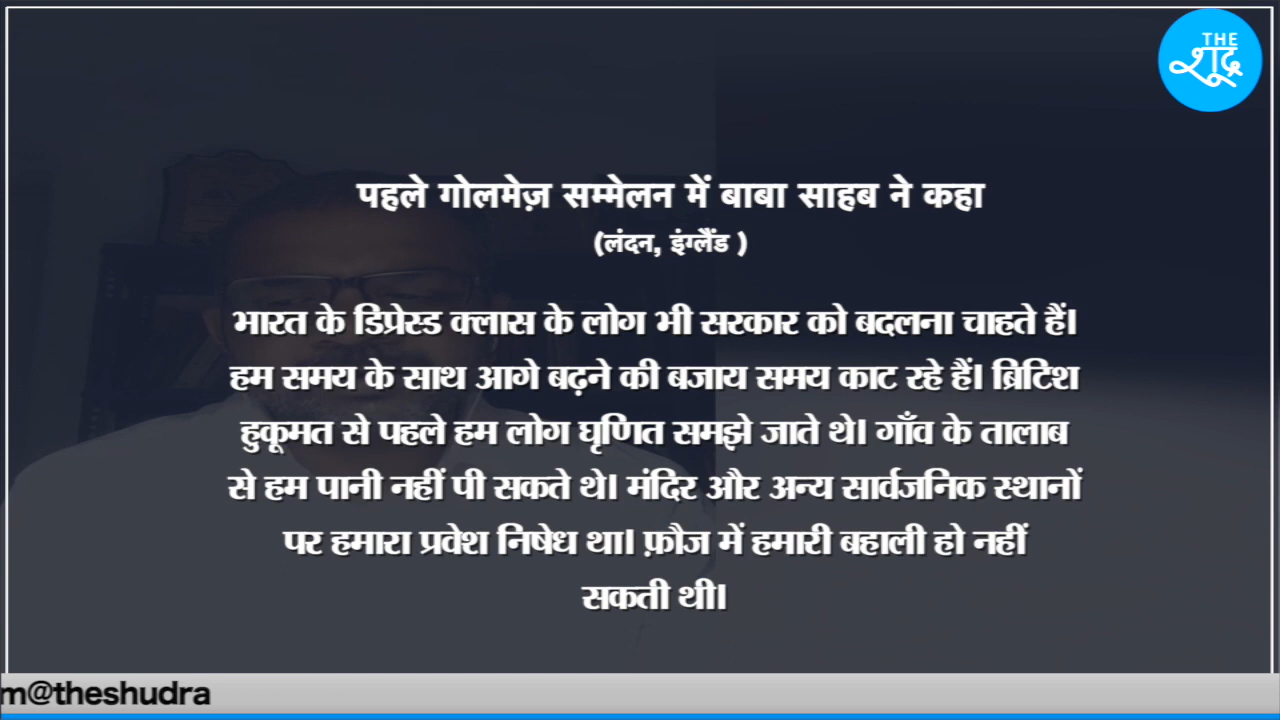 THE
शूद्र
पहले गोलमेज़ सम्मेलन में बाबा साहब ने कहा
(लंदन, इंग्लैंड )
भारत के डिप्रेस्ड क्लास के लोग भी सरकार को बदलना चाहते हैं।
हम समय के साथ आगे बढ़ने की बजाय समय काट रहे हैं। ब्रिटिश
हुकूमत से पहले हम लोग घृणित समझे जाते थे। गाँव के तालाब
से हम पानी नहीं पी सकते थे। मंदिर और अन्य सार्वजनिक स्थानों
पर हमारा प्रवेश निषेध था। फ़ौज में हमारी बहाली हो नहीं
सकती थी।
m@theshudra